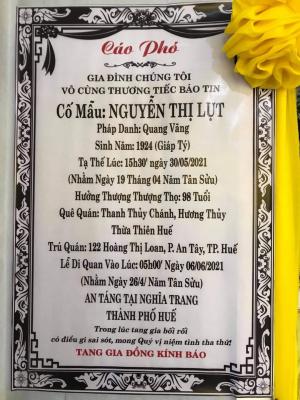 Cáo Phó
GIA ĐÌNH CHÚNG TÔI
VÔ CÙNG THƯƠNG TIẾC BÁO TIN
Cố Mẫu: NGUYỄN THỊ LỤT
Pháp Danh: Quang Vãng
Sinh Năm: 1924 (Giáp Tý)
Tạ Thế Lúc: 15h30' ngày 30/05/2021
(Nhằm Ngày 19 Tháng 04 Năm Tân Sửu)
Hưởng Thượng Thượng Thọ: 98 Tuổi
Quê Quán: Thanh Thủy Chánh, Hương Thủy
Thừa Thiên Huế
Trú Quán: 122 Hoàng Thị Loan, P. An Tây, TP. Huế
Lễ Di Quan Vào Lúc: 05h00' Ngày 06/06/2021
(Nhằm Ngày 26/4/ Năm Tân Sửu)
AN TÁNG TẠI NGHĨA TRANG
THÀNH PHỐ HUẾ
Trong lúc tang gia bối rối
có điều gì sai sót, mong Quý vị niệm tình tha thứ!
TANG GIA ĐỒNG KÍNH BÁO